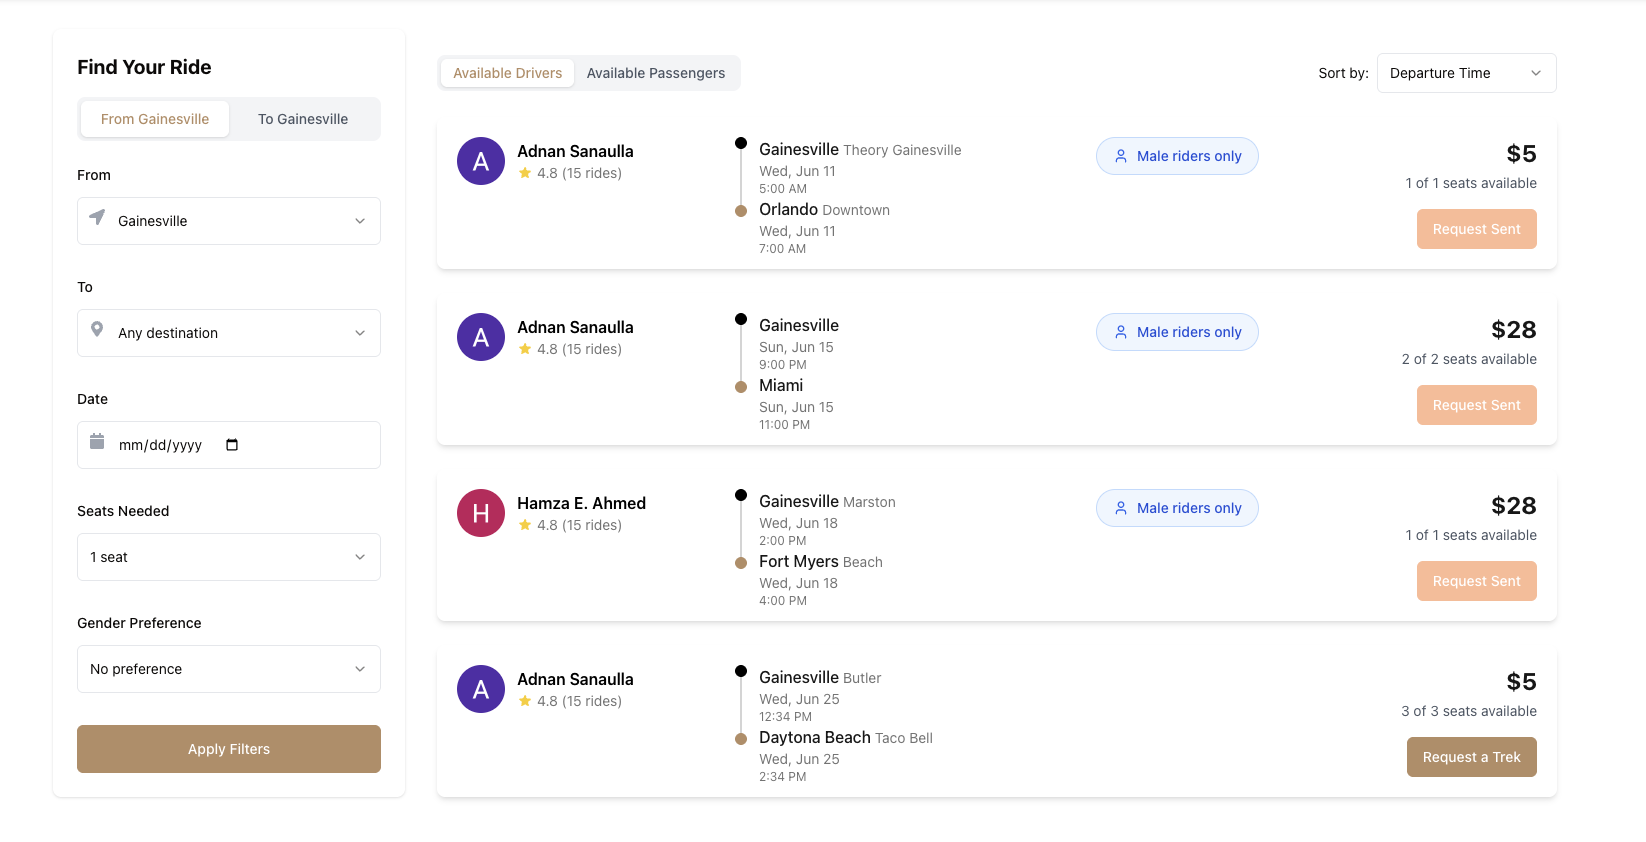 Find Your Ride
From Gainesville To Gainesville
From
Gainesville
To
Any destination
Date
mm/dd/yyyy
Seats Needed
1 seat
Gender Preference
No preference
Apply Filters
Available Drivers Available Passengers
Sort by: Departure Time
A
Adnan Sanaulla
4.8 (15 rides)
Gainesville Theory Gainesville
Wed, Jun 11
5:00 AM
Orlando Downtown
Wed, Jun 11
7:00 AM
Male riders only
$5
1 of 1 seats available
Request Sent
A
Adnan Sanaulla
4.8 (15 rides)
Gainesville
Sun, Jun 15
9:00 PM
Miami
Sun, Jun 15
11:00 PM
Male riders only
$28
2 of 2 seats available
Request Sent
H
Hamza E. Ahmed
4.8 (15 rides)
Gainesville Marston
Wed, Jun 18
2:00 PM
Fort Myers Beach
Wed, Jun 18
4:00 PM
Male riders only
$28
1 of 1 seats available
Request Sent
A
Adnan Sanaulla
4.8 (15 rides)
Gainesville Butler
Wed, Jun 25
12:34 PM
Daytona Beach Taco Bell
Wed, Jun 25
2:34 PM
$5
3 of 3 seats available
Request a Trek